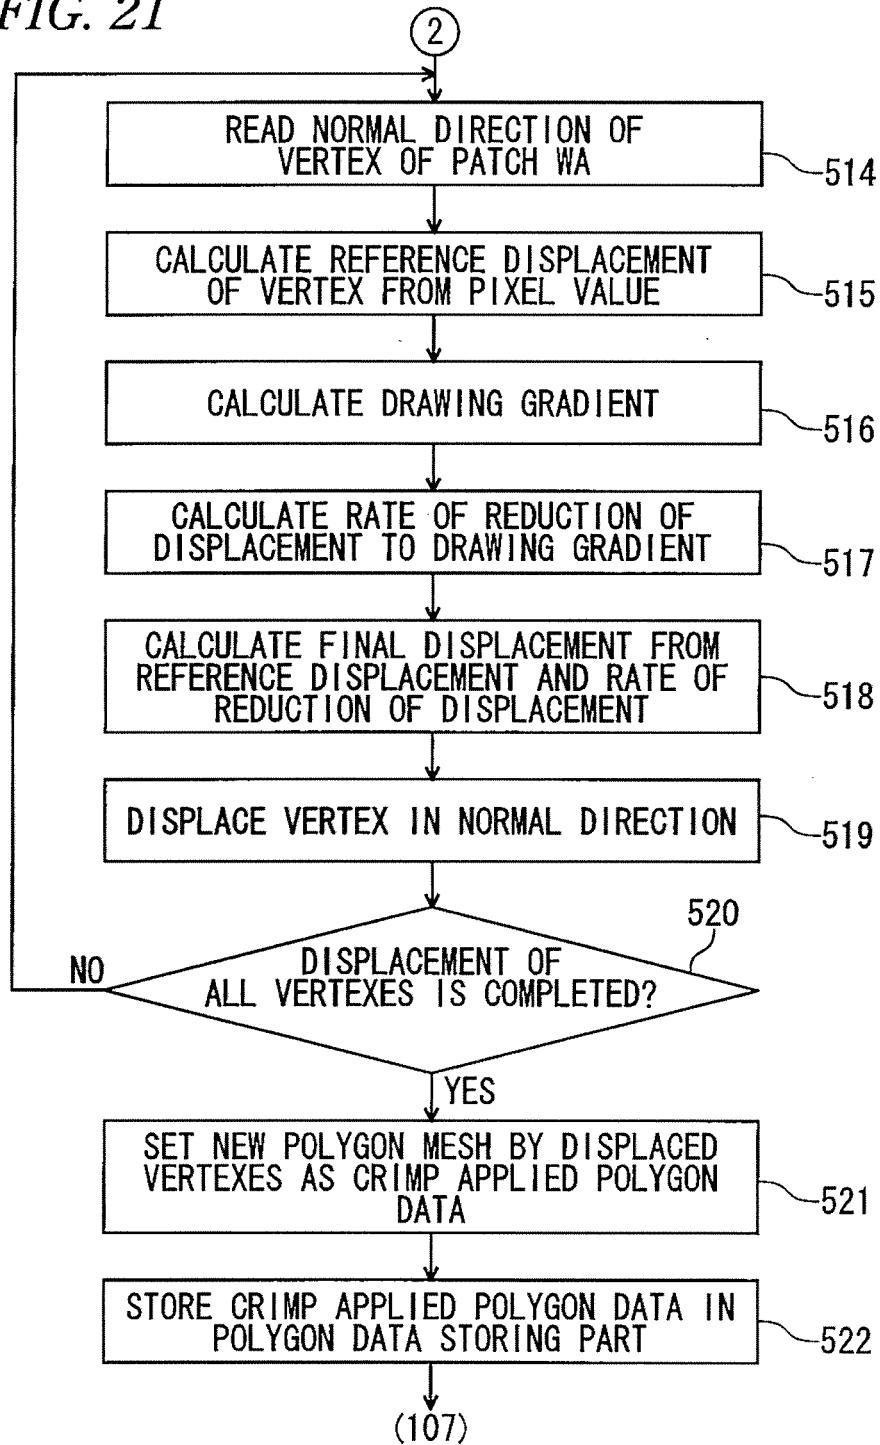 FIG. 21
2
READ NORMAL DIRECTION OF
VERTEX OF PATCH WA
514
CALCULATE REFERENCE DISPLACEMENT
OF VERTEX FROM PIXEL VALUE
515
CALCULATE DRAWING GRADIENT
516
CALCULATE RATE OF REDUCTION OF
DISPLACEMENT TO DRAWING GRADIENT
517
CALCULATE FINAL DISPLACEMENT FROM
REFERENCE DISPLACEMENT AND RATE OF
REDUCTION OF DISPLACEMENT
518
DISPLACE VERTEX IN NORMAL DIRECTION
519
520
NO
DISPLACEMENT OF
ALL VERTEXES IS COMPLETED?
YES
SET NEW POLYGON MESH BY DISPLACED
VERTEXES AS CRIMP APPLIED POLYGON
DATA
521
STORE CRIMP APPLIED POLYGON DATA IN
POLYGON DATA STORING PART
522
(107)